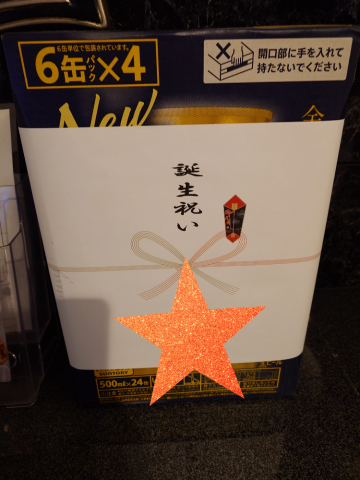 6缶単位で包装されています。
6缶パック×4
開口部に手を入れて
持たないでください
New
金
誕生祝い
SUNTORY
500ml×24缶